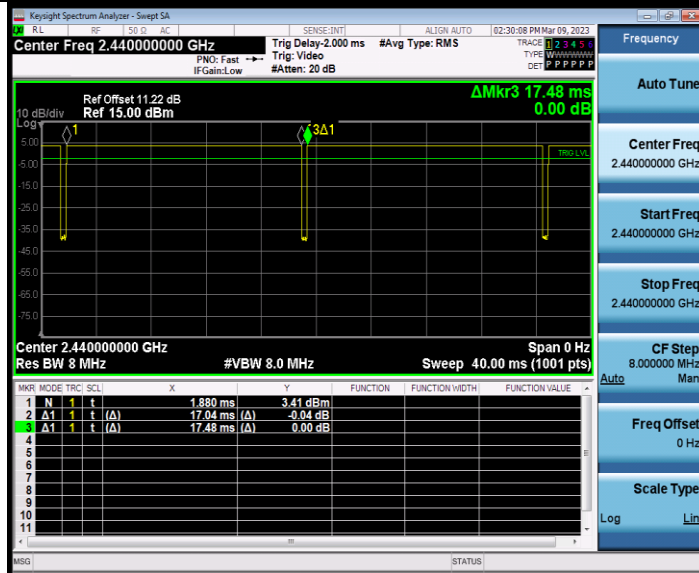 Keysight Spectrum Analyzer - Swept SA
LXI RL RF 50 Ω AC SENSE:INT ALIGN AUTO 02:30:08 PM Mar 09, 2023
Center Freq 2.440000000 GHz Trig Delay-2.000 ms #Avg Type: RMS TRACE 1 2 3 4 5 6
PNO: Fast Trig: Video TYPE WWWWWW
IFGain:Low #Atten: 20 dB DET P P P P P P
Frequency
Auto Tune
Center Freq
2.440000000 GHz
Start Freq
2.440000000 GHz
Stop Freq
2.440000000 GHz
CF Step
8.000000 MHz
Auto Man
Freq Offset
0 Hz
Scale Type
Log Lin
ΔMkr3 17.48 ms
0.00 dB
Ref Offset 11.22 dB
10 dB/div Ref 15.00 dBm
Log
1
3Δ1
5.00
TRIG LVL
-5.00
-15.0
-25.0
-35.0
-45.0
-55.0
-65.0
-75.0
Center 2.440000000 GHz Span 0 Hz
Res BW 8 MHz #VBW 8.0 MHz Sweep 40.00 ms (1001 pts)
MKR MODE TRC SCL X Y FUNCTION FUNCTION WIDTH FUNCTION VALUE
1 N 1 t 1.880 ms 3.41 dBm
2 Δ1 1 t (Δ) 17.04 ms (Δ) -0.04 dB
3 Δ1 1 t (Δ) 17.48 ms (Δ) 0.00 dB
4
5
6
7
8
9
10
11
MSG STATUS